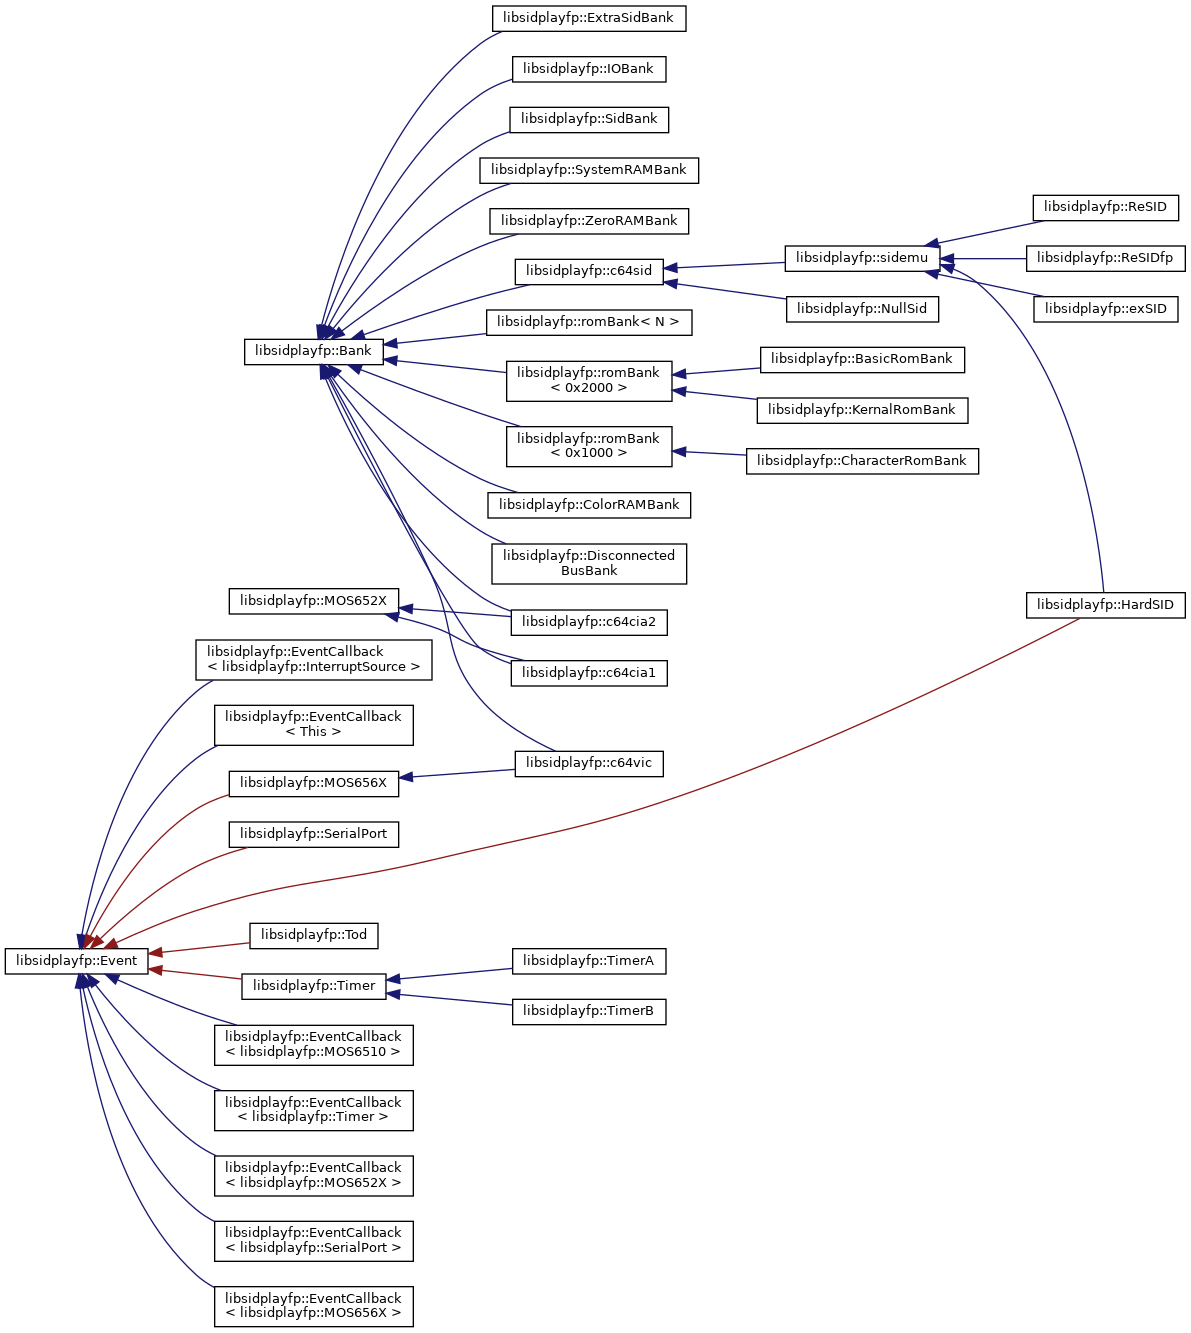 libsidplayfp::ExtraSidBank
libsidplayfp::IOBank
libsidplayfp::SidBank
libsidplayfp::SystemRAMBank
libsidplayfp::ReSID
libsidplayfp::ZeroRAMBank
libsidplayfp::sidemu
libsidplayfp::ReSIDfp
libsidplayfp::c64sid
libsidplayfp::NullSid
libsidplayfp::exSID
libsidplayfp::romBank< N >
libsidplayfp::Bank
libsidplayfp::BasicRomBank
libsidplayfp::romBank
< 0x2000 >
libsidplayfp::KernalRomBank
libsidplayfp::romBank
< 0x1000 >
libsidplayfp::CharacterRomBank
libsidplayfp::ColorRAMBank
libsidplayfp::Disconnected
BusBank
libsidplayfp::MOS652X
libsidplayfp::HardSID
libsidplayfp::c64cia2
libsidplayfp::EventCallback
< libsidplayfp::InterruptSource >
libsidplayfp::c64cia1
libsidplayfp::EventCallback
< This >
libsidplayfp::c64vic
libsidplayfp::MOS656X
libsidplayfp::SerialPort
libsidplayfp::Tod
libsidplayfp::Event
libsidplayfp::TimerA
libsidplayfp::Timer
libsidplayfp::TimerB
libsidplayfp::EventCallback
< libsidplayfp::MOS6510 >
libsidplayfp::EventCallback
< libsidplayfp::Timer >
libsidplayfp::EventCallback
< libsidplayfp::MOS652X >
libsidplayfp::EventCallback
< libsidplayfp::SerialPort >
libsidplayfp::EventCallback
< libsidplayfp::MOS656X >